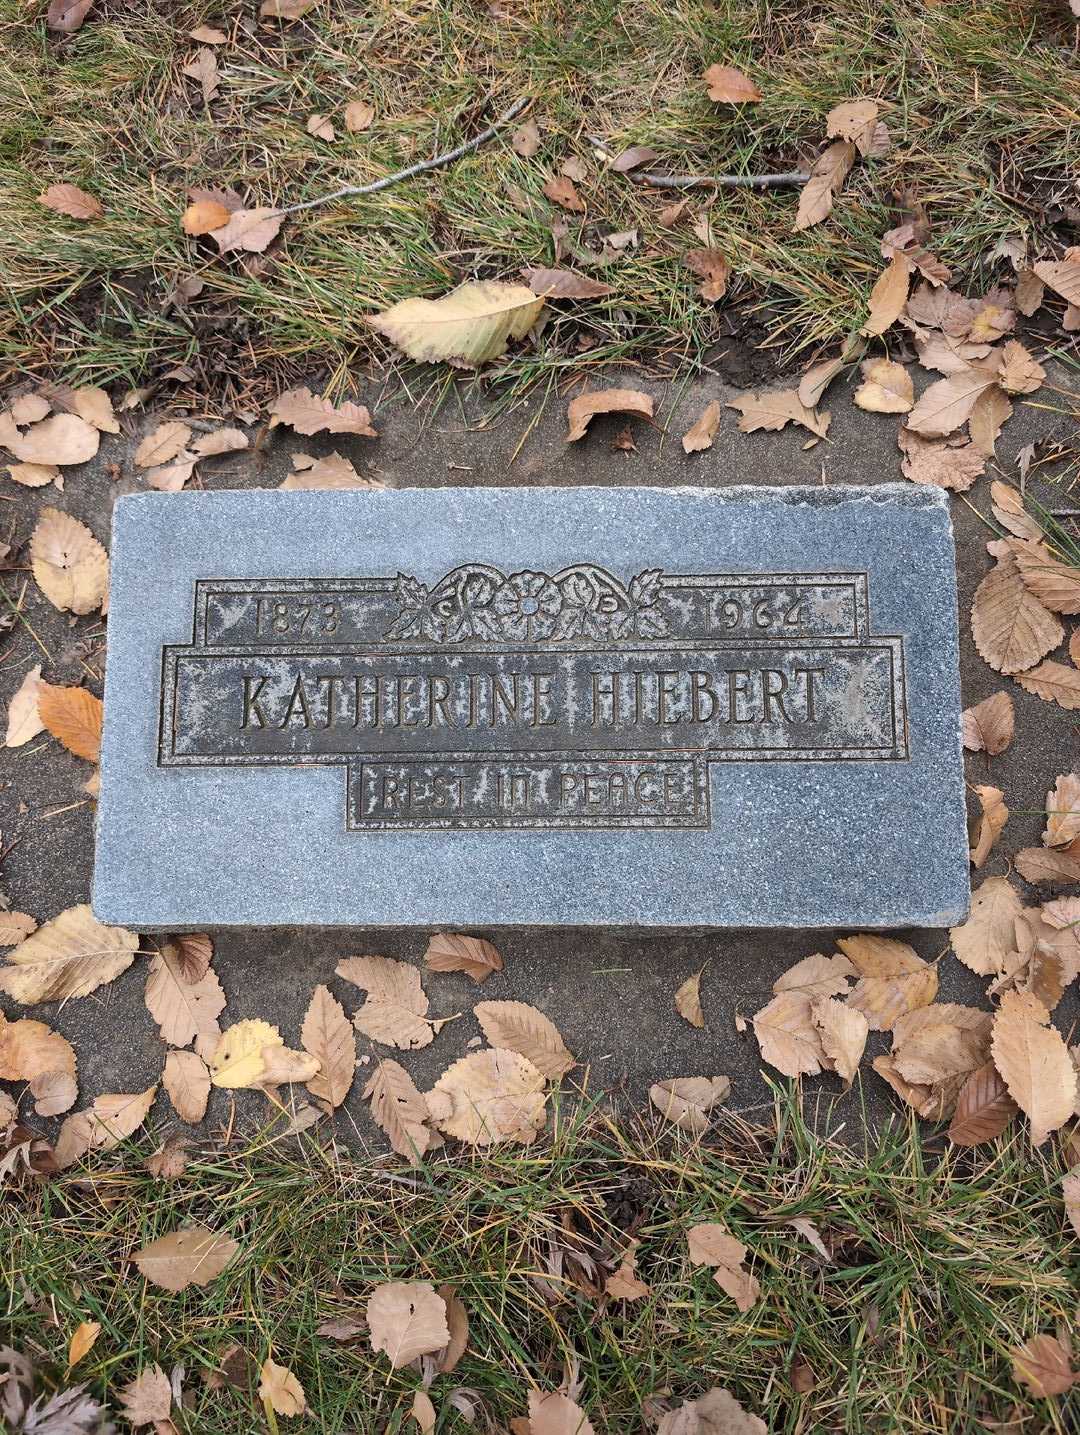 1873 1964
KATHERINE HIEBERT
REST IN PEACE